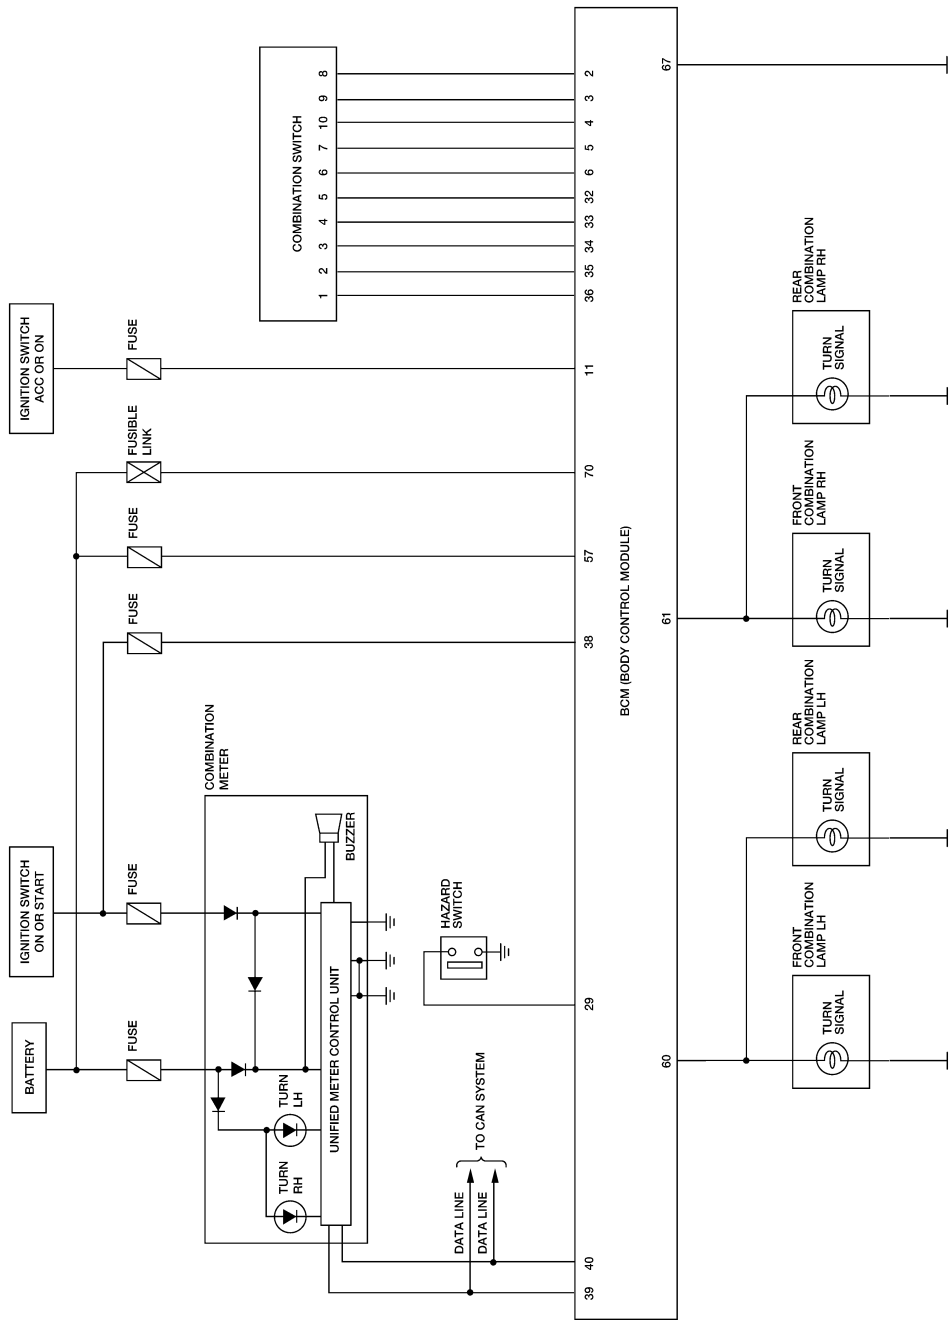 BATTERY
IGNITION SWITCH
ON OR START
IGNITION SWITCH
ACC OR ON
FUSE
FUSE
FUSE
FUSE
FUSIBLE
LINK
FUSE
COMBINATION
METER
TURN
RH
TURN
LH
BUZZER
UNIFIED METER CONTROL UNIT
COMBINATION SWITCH
1
2
3
4
5
6
7
10
9
8
DATA LINE
DATA LINE
TO CAN SYSTEM
HAZARD
SWITCH
39
40
29
38
57
70
11
36
35
34
33
32
6
5
4
3
2
BCM (BODY CONTROL MODULE)
60
61
67
FRONT
COMBINATION
LAMP LH
TURN
SIGNAL
REAR
COMBINATION
LAMP LH
TURN
SIGNAL
FRONT
COMBINATION
LAMP RH
TURN
SIGNAL
REAR
COMBINATION
LAMP RH
TURN
SIGNAL